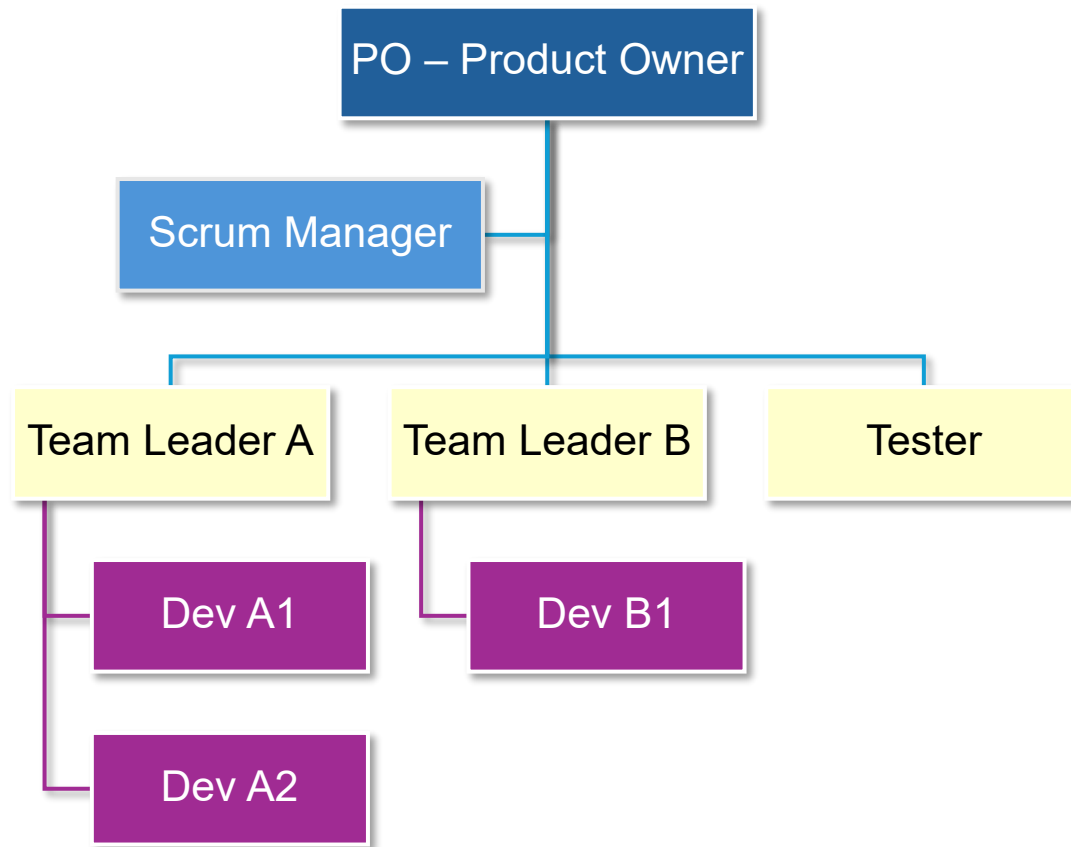 PO – Product Owner
Scrum Manager
Team Leader A
Team Leader B
Tester
Dev A1
Dev B1
Dev A2